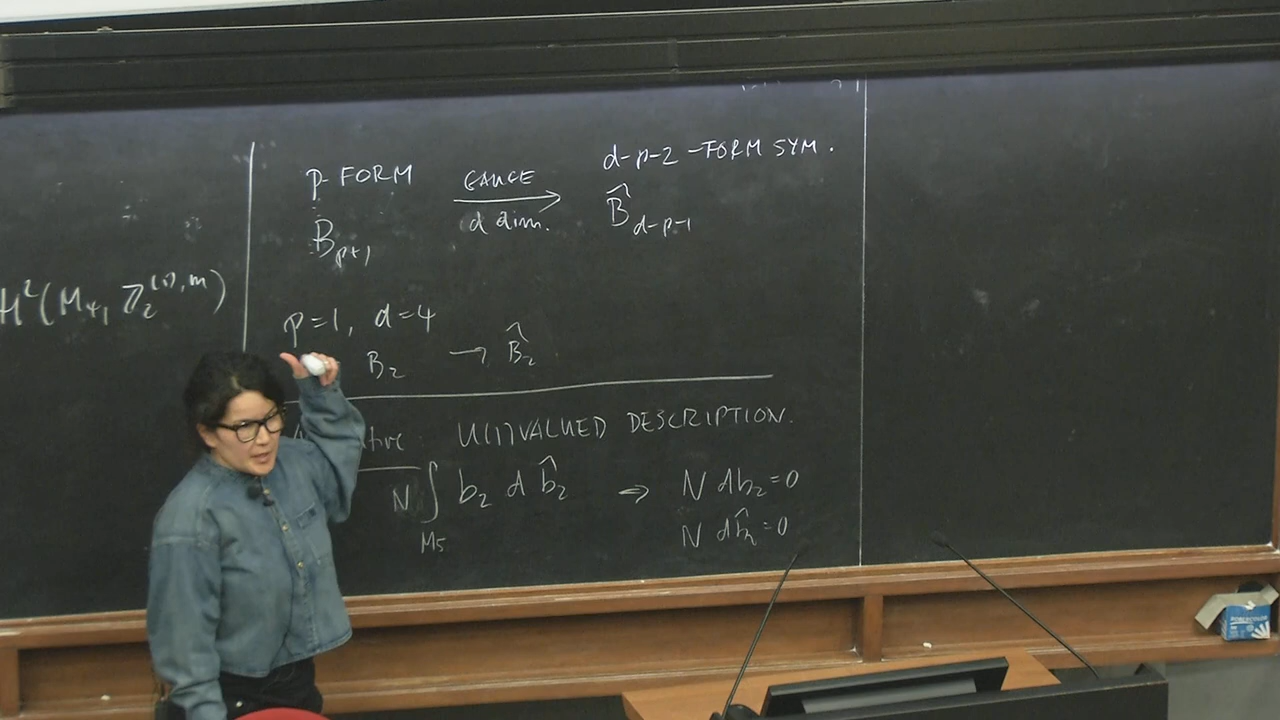 H²(M₄, ℤ₂^{(1),m})
p-FORM —GAUGE→ d-p-2-FORM SYM.
B_{p+1} d dim. B̂_{d-p-1}
p=1, d=4
B₂ → B̂₂
U(1) VALUED DESCRIPTION.
N ∫_{M₅} b₂ d b̂₂ ⇒ N db₂=0
N db̂₂=0